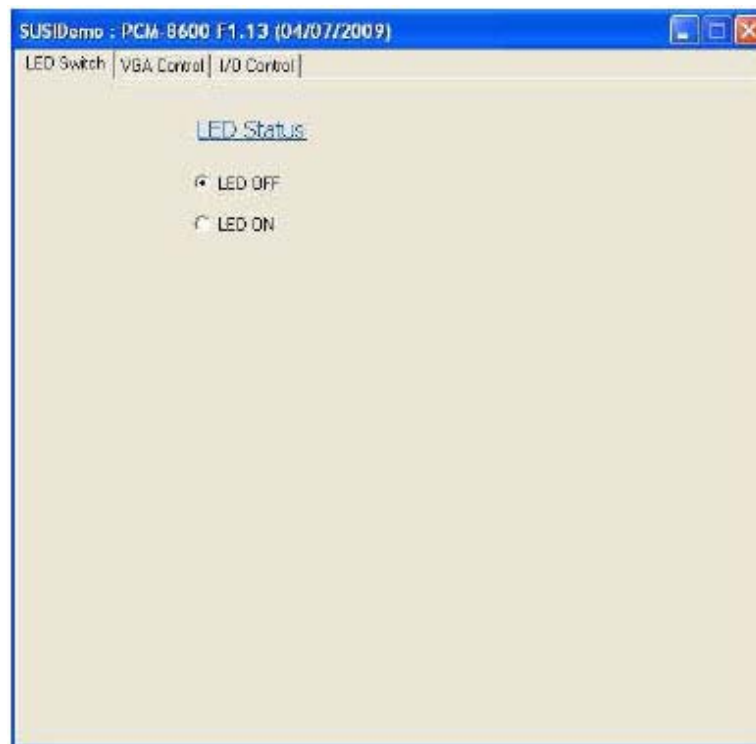 SUSIDemo : PCM-8600 F1.13 (04/07/2009)
LED Switch VGA Control I/O Control
LED Status
LED OFF
LED ON